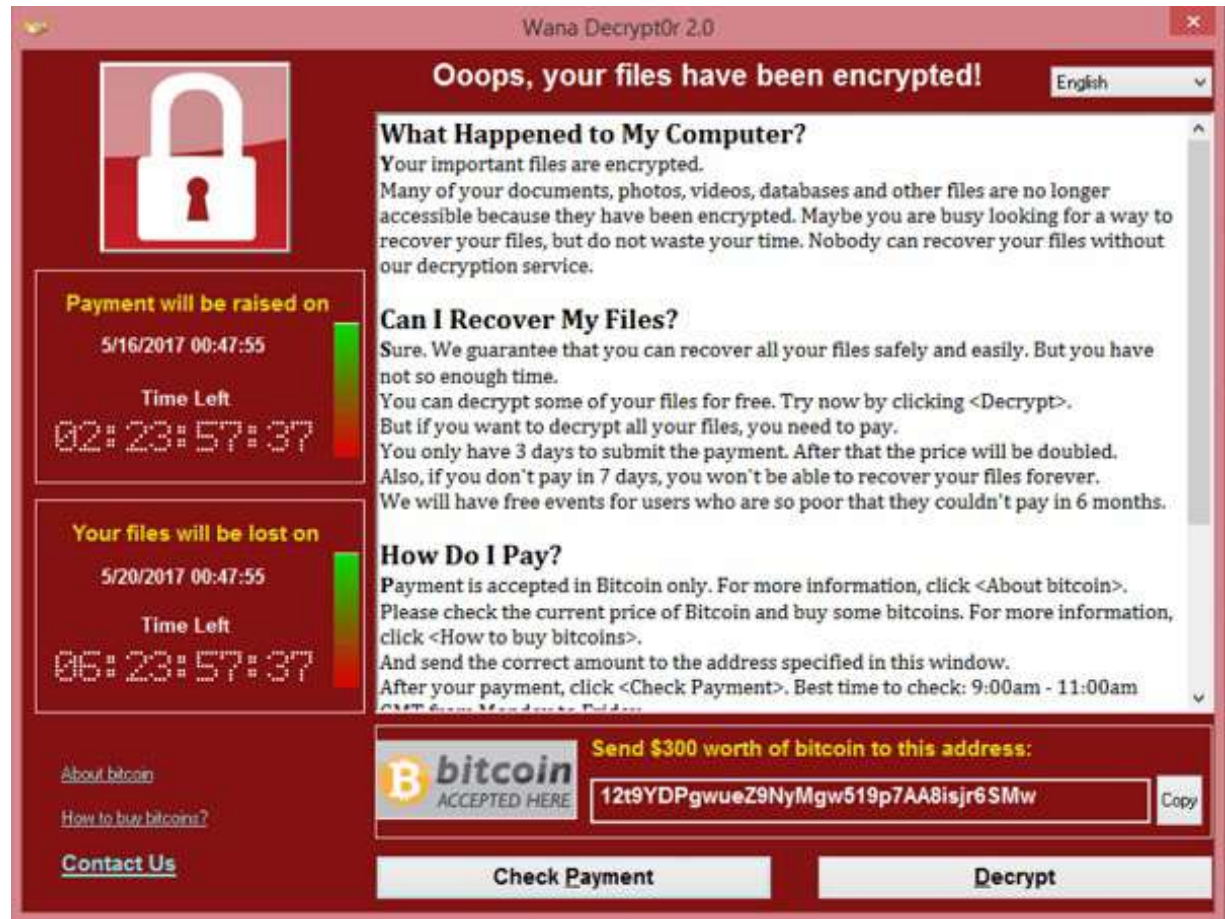 Wana Decrypt0r 2.0
Ooops, your files have been encrypted!
English
What Happened to My Computer?
Your important files are encrypted.
Many of your documents, photos, videos, databases and other files are no longer
accessible because they have been encrypted. Maybe you are busy looking for a way to
recover your files, but do not waste your time. Nobody can recover your files without
our decryption service.
Can I Recover My Files?
Sure. We guarantee that you can recover all your files safely and easily. But you have
not so enough time.
You can decrypt some of your files for free. Try now by clicking <Decrypt>.
But if you want to decrypt all your files, you need to pay.
You only have 3 days to submit the payment. After that the price will be doubled.
Also, if you don`t pay in 7 days, you won`t be able to recover your files forever.
We will have free events for users who are so poor that they couldn't pay in 6 months.
How Do I Pay?
Payment is accepted in Bitcoin only. For more information, click <About bitcoin>.
Please check the current price of Bitcoin and buy some bitcoins. For more information,
click <How to buy bitcoins>.
And send the correct amount to the address specified in this window.
After your payment, click <Check Payment>. Best time to check: 9:00am - 11:00am
GMT from Monday to Friday
Payment will be raised on
5/16/2017 00:47:55
Time Left
02:23:57:37
Your files will be lost on
5/20/2017 00:47:55
Time Left
06:23:57:37
About bitcoin
How to buy bitcoins?
Contact Us
bitcoin
ACCEPTED HERE
Send $300 worth of bitcoin to this address:
12t9YDPgwueZ9NyMgw519p7AA8isjr6SMw
Copy
Check Payment
Decrypt